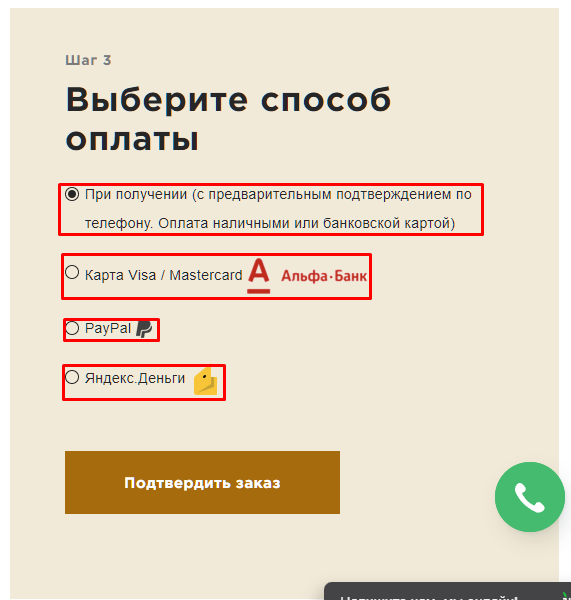 Шаг 3
Выберите способ
оплаты
При получении (с предварительным подтверждением по
телефону. Оплата наличными или банковской картой)
Карта Visa / Mastercard А Альфа·Банк
PayPal
Яндекс.Деньги
Подтвердить заказ